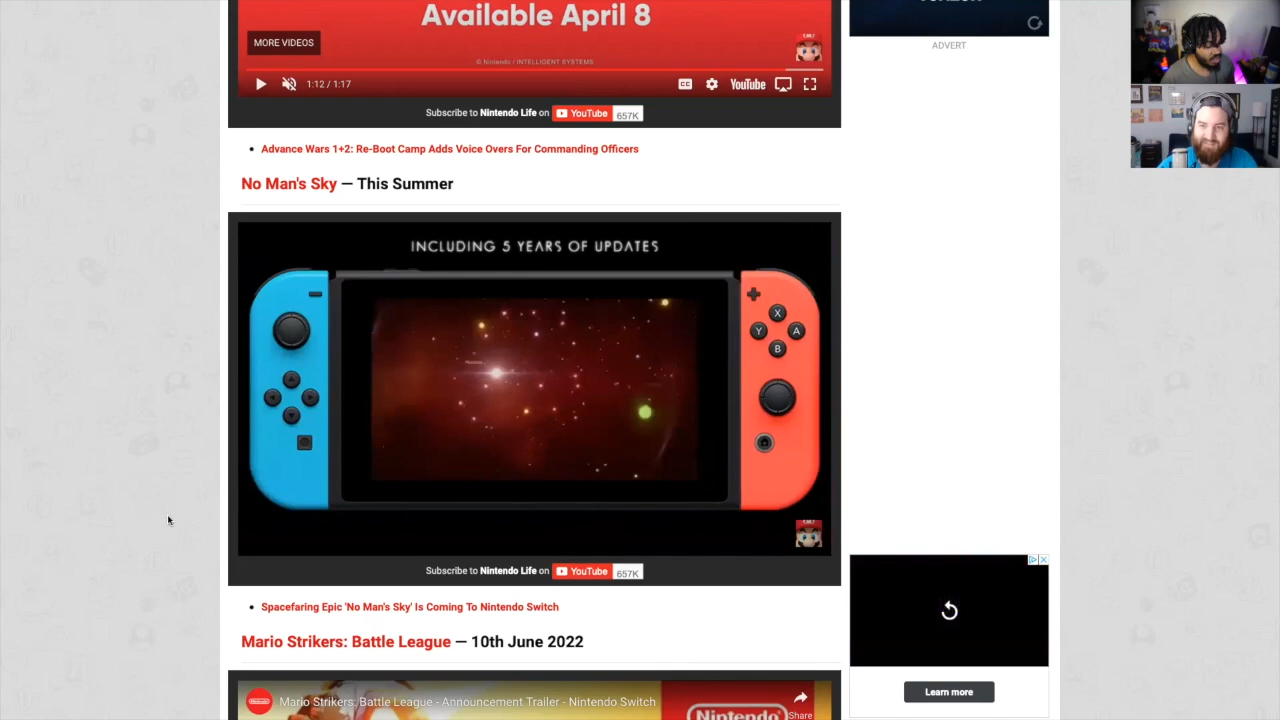 Available April 8
MORE VIDEOS
© Nintendo / INTELLIGENT SYSTEMS
1:12 / 1:17
CC
YouTube
ADVERT
Subscribe to Nintendo Life on YouTube 657K
Advance Wars 1+2: Re-Boot Camp Adds Voice Overs For Commanding Officers
No Man's Sky — This Summer
INCLUDING 5 YEARS OF UPDATES
X
Y A
B
Subscribe to Nintendo Life on YouTube 657K
Spacefaring Epic 'No Man's Sky' Is Coming To Nintendo Switch
Mario Strikers: Battle League — 10th June 2022
Learn more
Nintendo
Mario Strikers: Battle League - Announcement Trailer - Nintendo Switch
Share
Nintendo